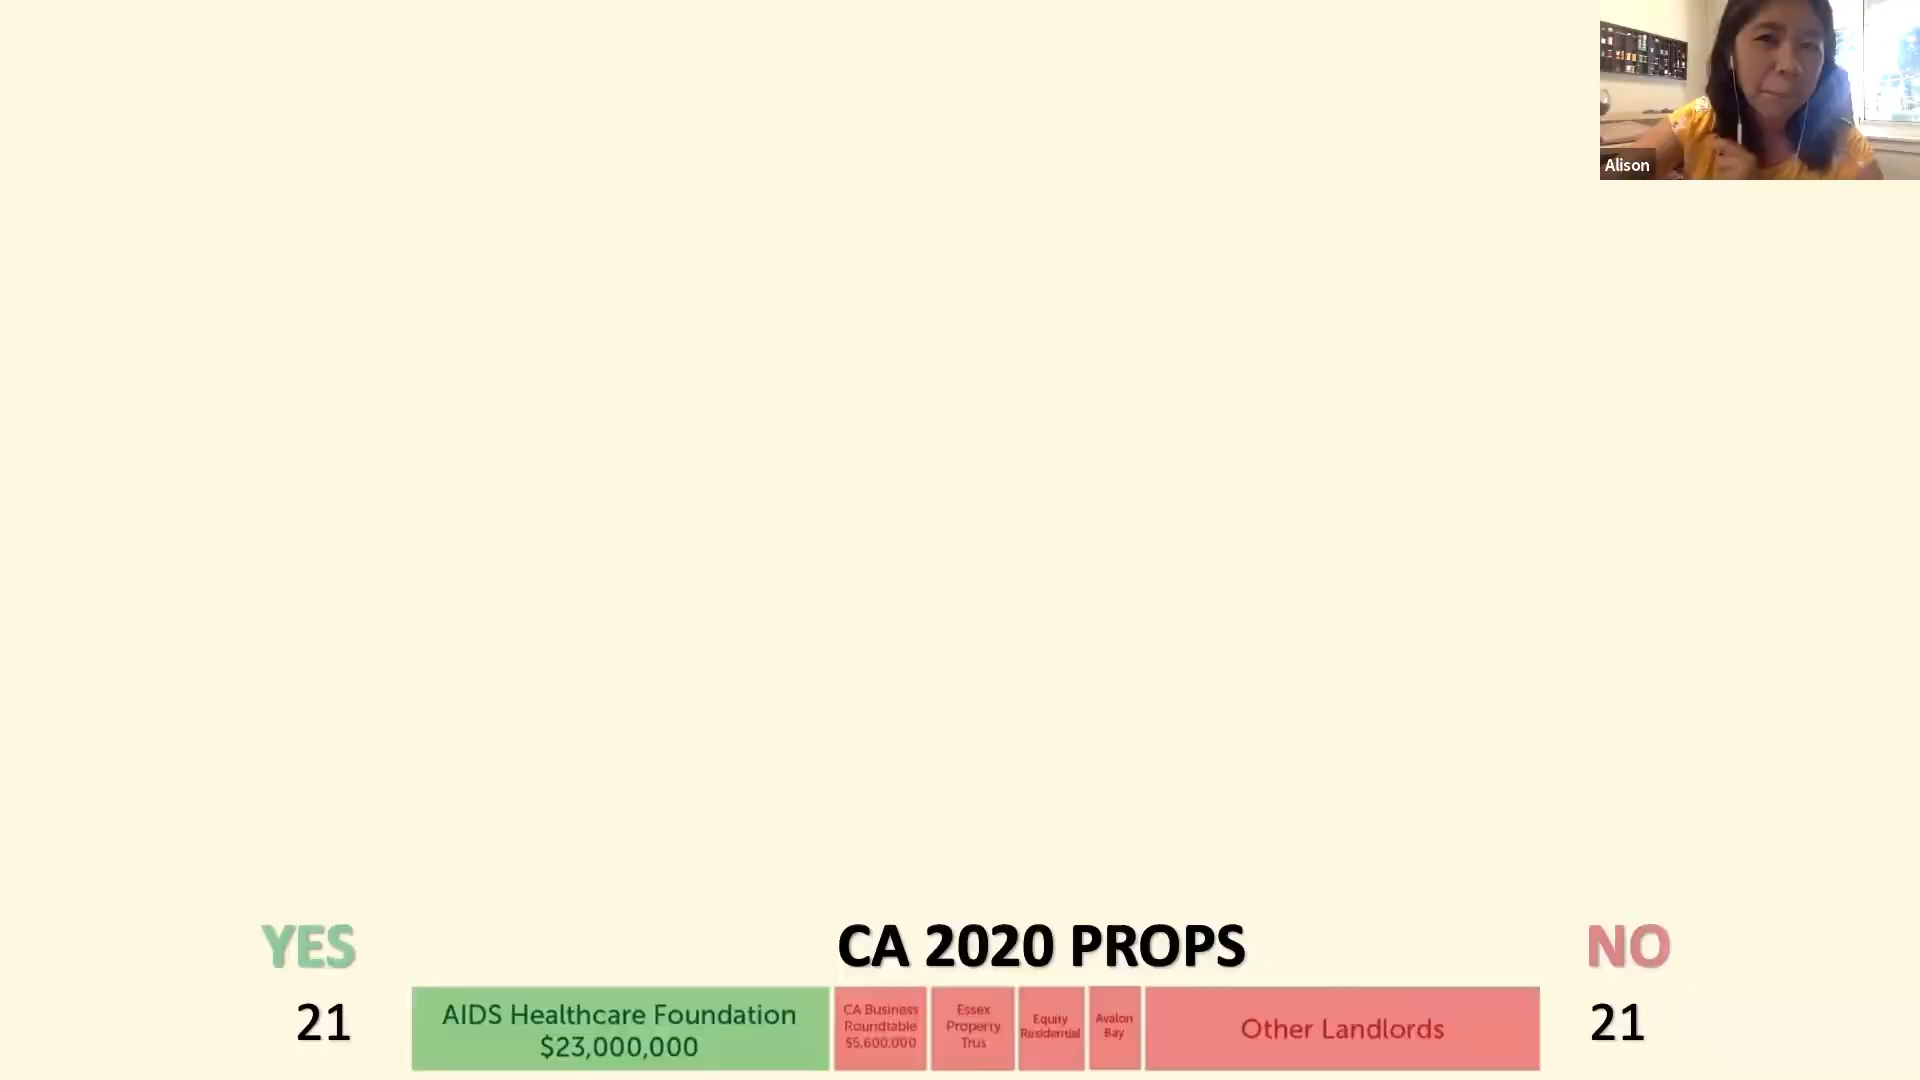 Alison
YES
CA 2020 PROPS
NO
21
AIDS Healthcare Foundation
$23,000,000
CA Business
Roundtable
$5,600,000
Essex
Property
Trus
Equity
Residential
Avalon
Bay
Other Landlords
21